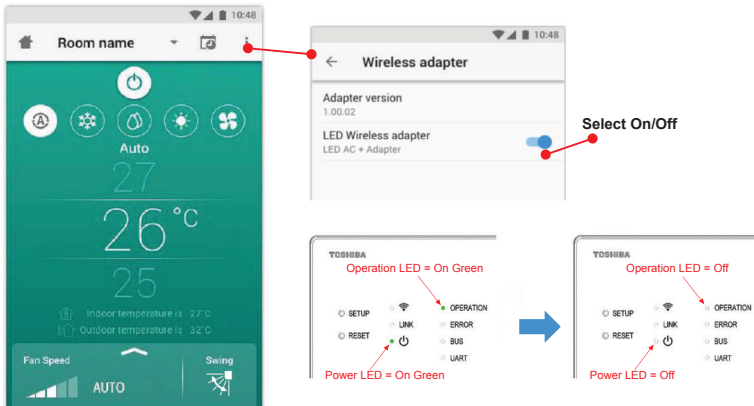 10:48
Room name
A
Auto
27
26°C
25
Indoor temperature is 27°C
Outdoor temperature is 32°C
Fan Speed
AUTO
Swing
10:48
Wireless adapter
Adapter version
1.00.02
LED Wireless adapter
LED AC + Adapter
Select On/Off
TOSHIBA
Operation LED = On Green
SETUP
OPERATION
LINK
ERROR
RESET
BUS
UART
Power LED = On Green
TOSHIBA
Operation LED = Off
SETUP
OPERATION
LINK
ERROR
RESET
BUS
UART
Power LED = Off